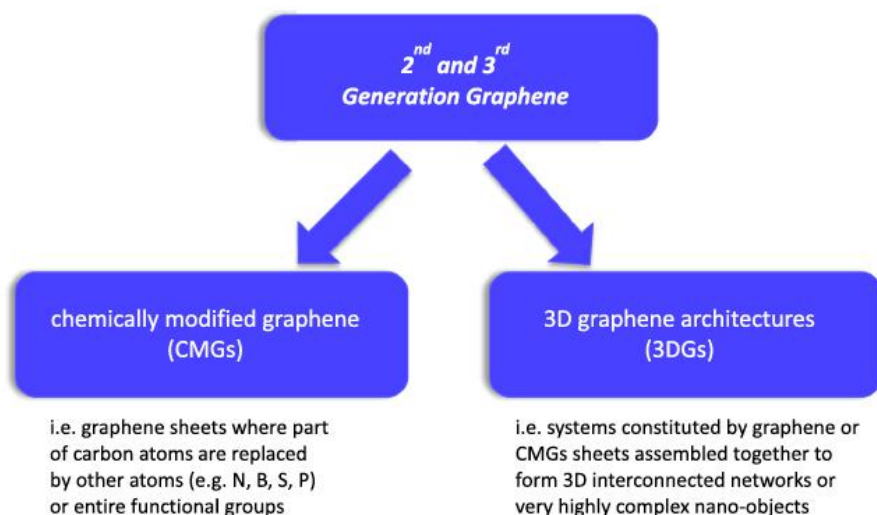 2nd and 3rd
Generation Graphene
chemically modified graphene
(CMGs)
i.e. graphene sheets where part
of carbon atoms are replaced
by other atoms (e.g. N, B, S, P)
or entire functional groups
3D graphene architectures
(3DGs)
i.e. systems constituted by graphene or
CMGs sheets assembled together to
form 3D interconnected networks or
very highly complex nano-objects